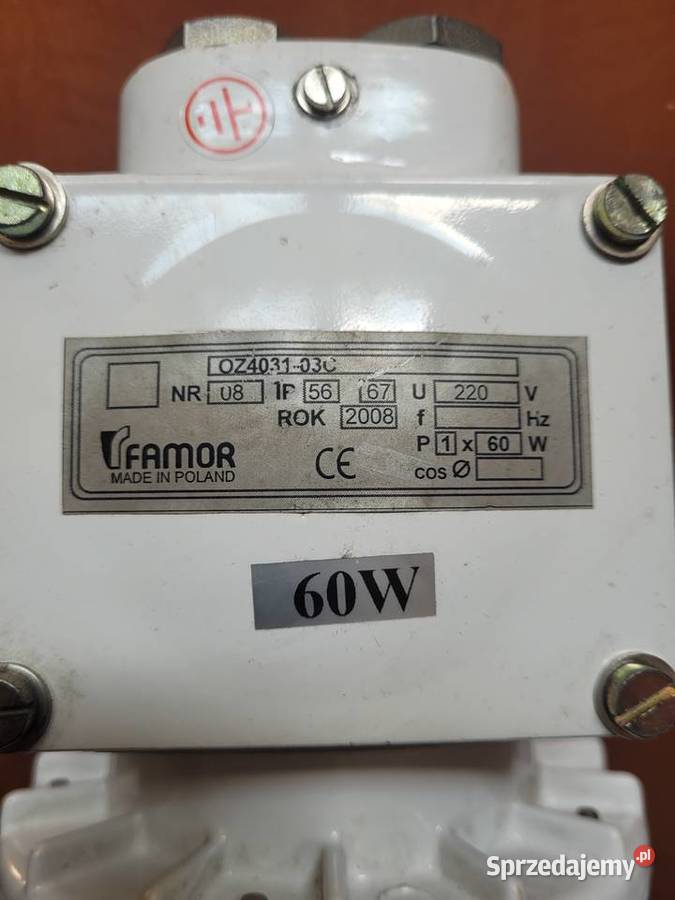 OZ4031-03C
NR 08 IP 56 67 U 220 V
ROK 2008 f Hz
P 1 x 60 W
FAMOR
MADE IN POLAND
CE
cos Ø
60W
Sprzedajemy.pl